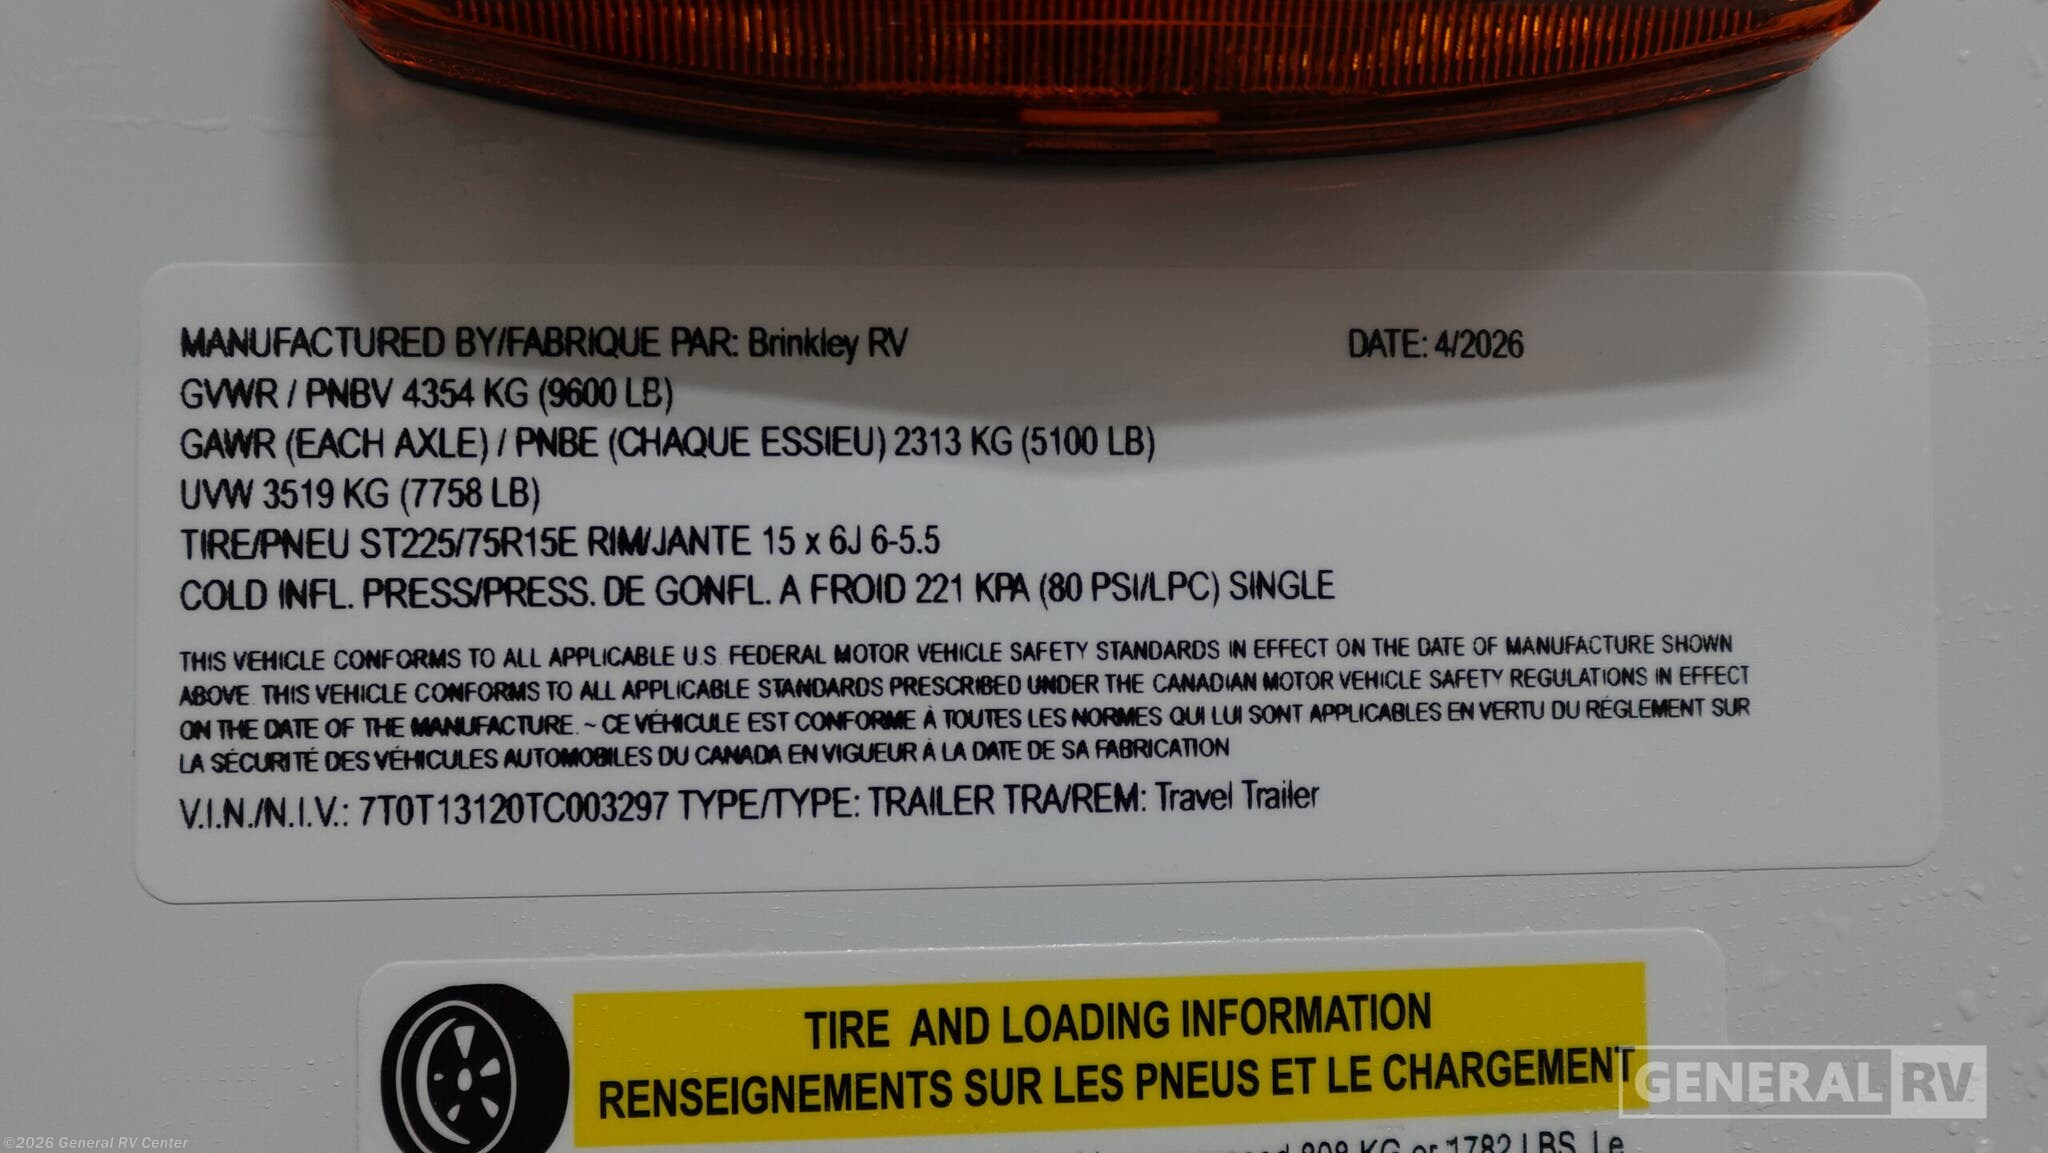 MANUFACTURED BY/FABRIQUE PAR: Brinkley RV DATE: 4/2026
GVWR / PNBV 4354 KG (9600 LB)
GAWR (EACH AXLE) / PNBE (CHAQUE ESSIEU) 2313 KG (5100 LB)
UVW 3519 KG (7758 LB)
TIRE/PNEU ST225/75R15E RIM/JANTE 15 x 6J 6-5.5
COLD INFL. PRESS/PRESS. DE GONFL. A FROID 221 KPA (80 PSI/LPC) SINGLE
THIS VEHICLE CONFORMS TO ALL APPLICABLE U.S. FEDERAL MOTOR VEHICLE SAFETY STANDARDS IN EFFECT ON THE DATE OF MANUFACTURE SHOWN
ABOVE. THIS VEHICLE CONFORMS TO ALL APPLICABLE STANDARDS PRESCRIBED UNDER THE CANADIAN MOTOR VEHICLE SAFETY REGULATIONS IN EFFECT
ON THE DATE OF THE MANUFACTURE. ~ CE VÉHICULE EST CONFORME À TOUTES LES NORMES QUI LUI SONT APPLICABLES EN VERTU DU RÉGLEMENT SUR
LA SÉCURITÉ DES VÉHICULES AUTOMOBILES DU CANADA EN VIGUEUR À LA DATE DE SA FABRICATION
V.I.N./N.I.V.: 7T0T13120TC003297 TYPE/TYPE: TRAILER TRA/REM: Travel Trailer
TIRE AND LOADING INFORMATION
RENSEIGNEMENTS SUR LES PNEUS ET LE CHARGEMENT
KG or 1782 LBS. Le
GENERAL RV
©2026 General RV Center